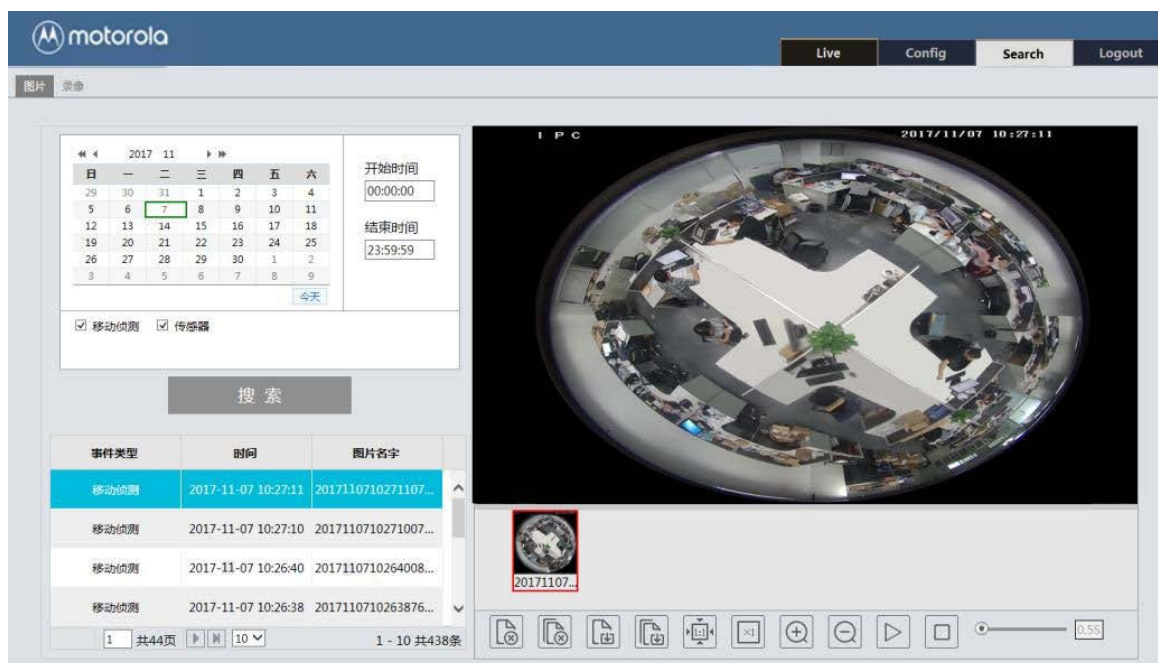 motorola
Live Config Search Logout
图片 录像
2017 11
日 一 二 三 四 五 六
29 30 31 1 2 3 4
5 6 7 8 9 10 11
12 13 14 15 16 17 18
19 20 21 22 23 24 25
26 27 28 29 30 1 2
3 4 5 6 7 8 9
今天
开始时间
00:00:00
结束时间
23:59:59
移动侦测 传感器
搜索
事件类型 时间 图片名字
移动侦测 2017-11-07 10:27:11 2017110710271107...
移动侦测 2017-11-07 10:27:10 2017110710271007...
移动侦测 2017-11-07 10:26:40 2017110710264008...
移动侦测 2017-11-07 10:26:38 2017110710263876...
1 共44页 10 1 - 10 共438条
I P C 2017/11/07 10:27:11
20171107...
1:1 ×1 0.5S